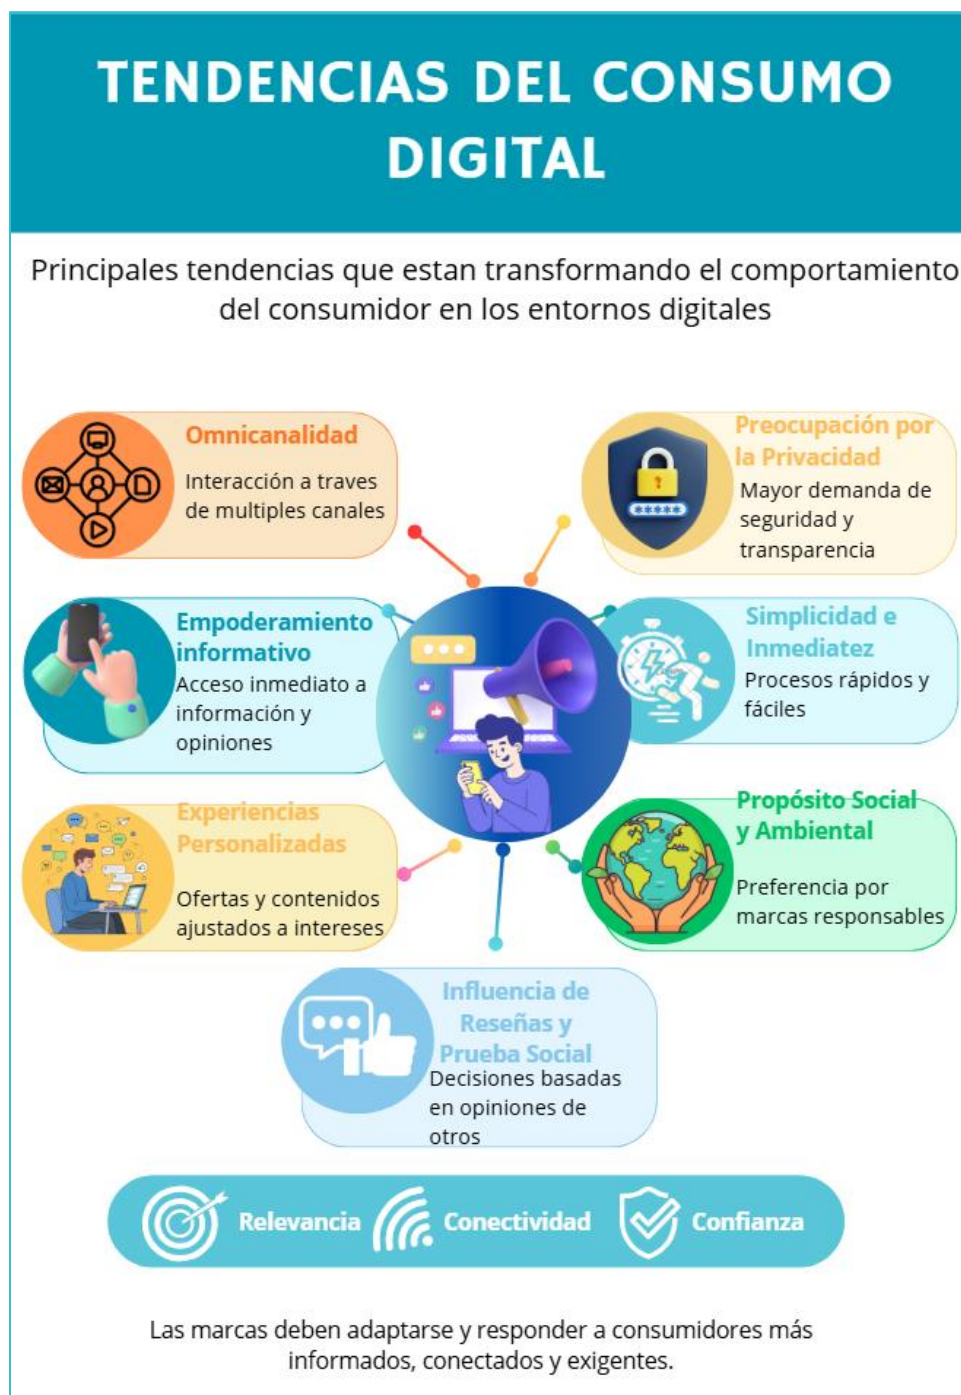 TENDENCIAS DEL CONSUMO
DIGITAL
Principales tendencias que estan transformando el comportamiento
del consumidor en los entornos digitales
Omnicanalidad
Interacción a traves
de multiples canales
Preocupación por
la Privacidad
Mayor demanda de
seguridad y
transparencia
*****
Empoderamiento
informativo
Acceso inmediato a
información y
opiniones
Simplicidad e
Inmediatez
Procesos rápidos y
fáciles
Experiencias
Personalizadas
Ofertas y contenidos
ajustados a intereses
Propósito Social
y Ambiental
Preferencia por
marcas responsables
Influencia de
Reseñas y
Prueba Social
Decisiones basadas
en opiniones de
otros
Relevancia
Conectividad
Confianza
Las marcas deben adaptarse y responder a consumidores más
informados, conectados y exigentes.